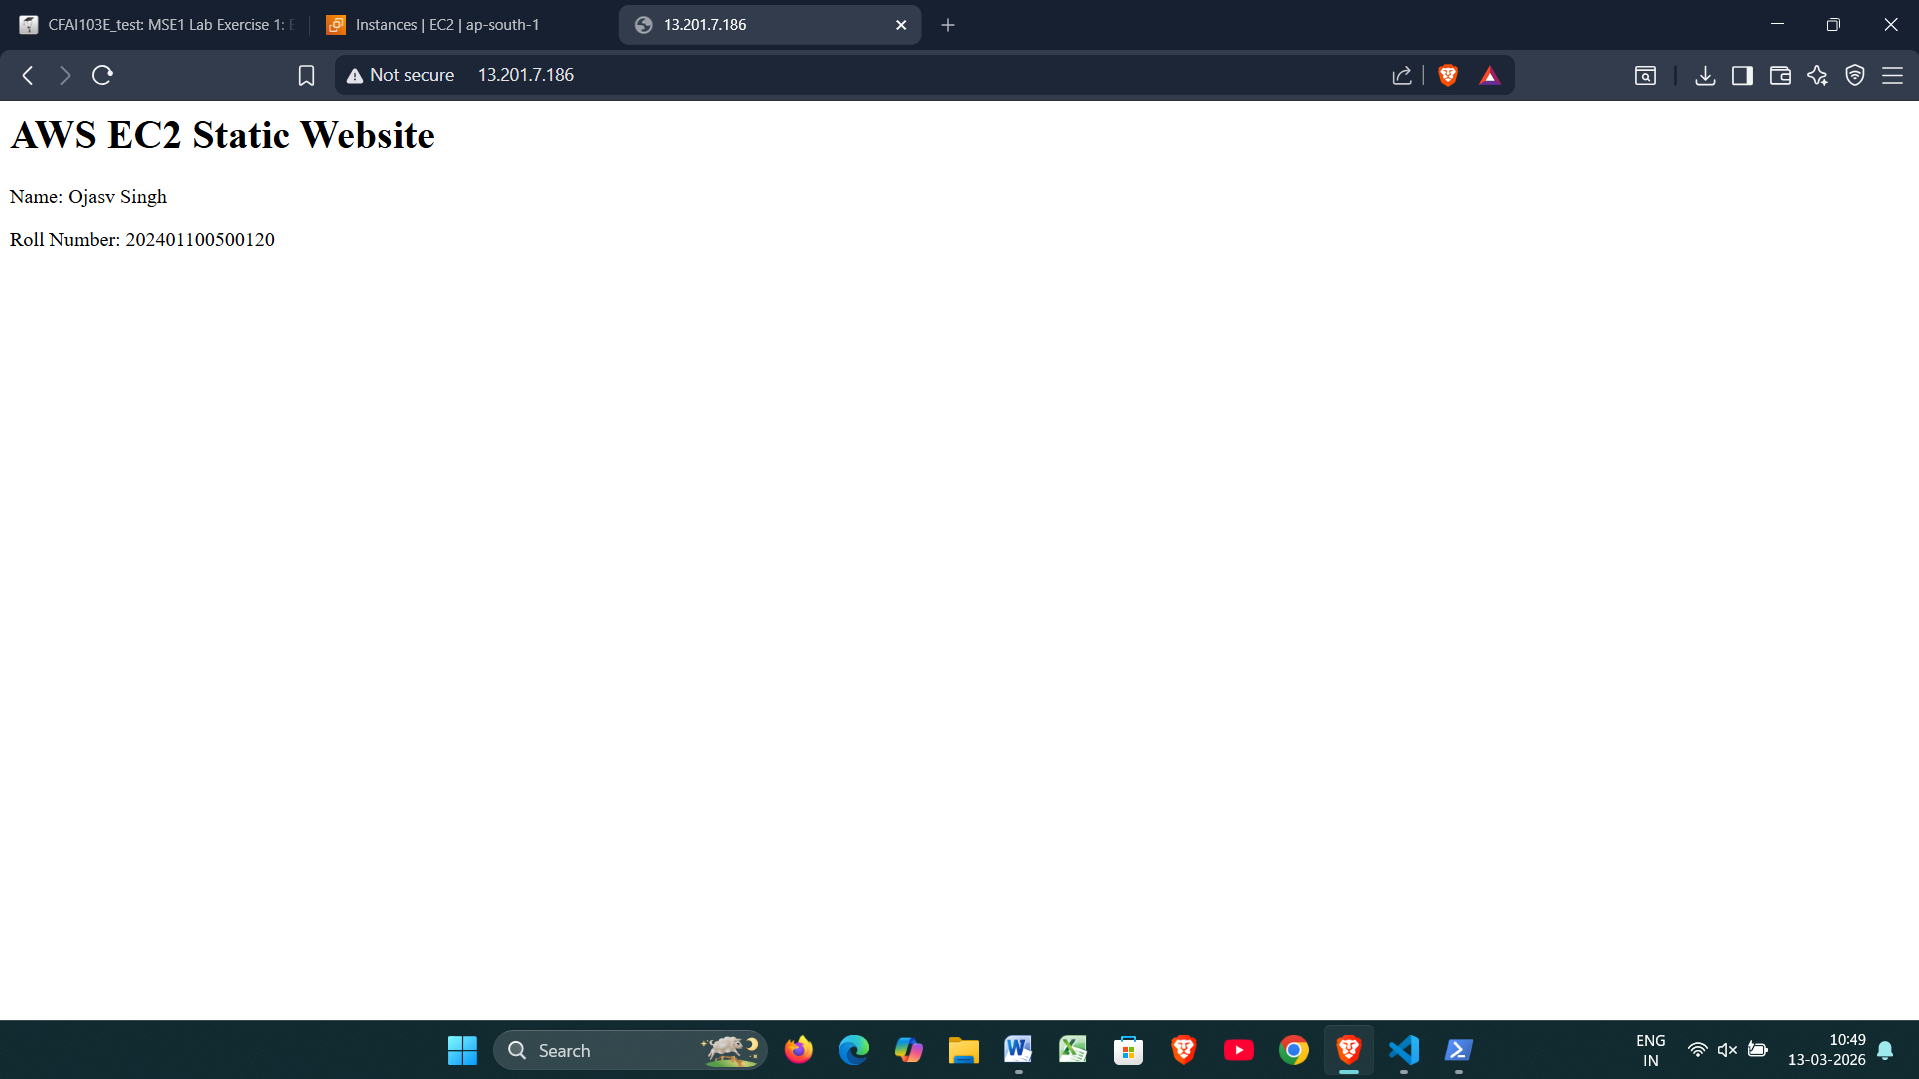 CFAI103E_test: MSE1 Lab Exercise 1: E
Instances | EC2 | ap-south-1
13.201.7.186
Not secure
13.201.7.186
AWS EC2 Static Website
Name: Ojasv Singh
Roll Number: 202401100500120
Search
ENG
IN
10:49
13-03-2026